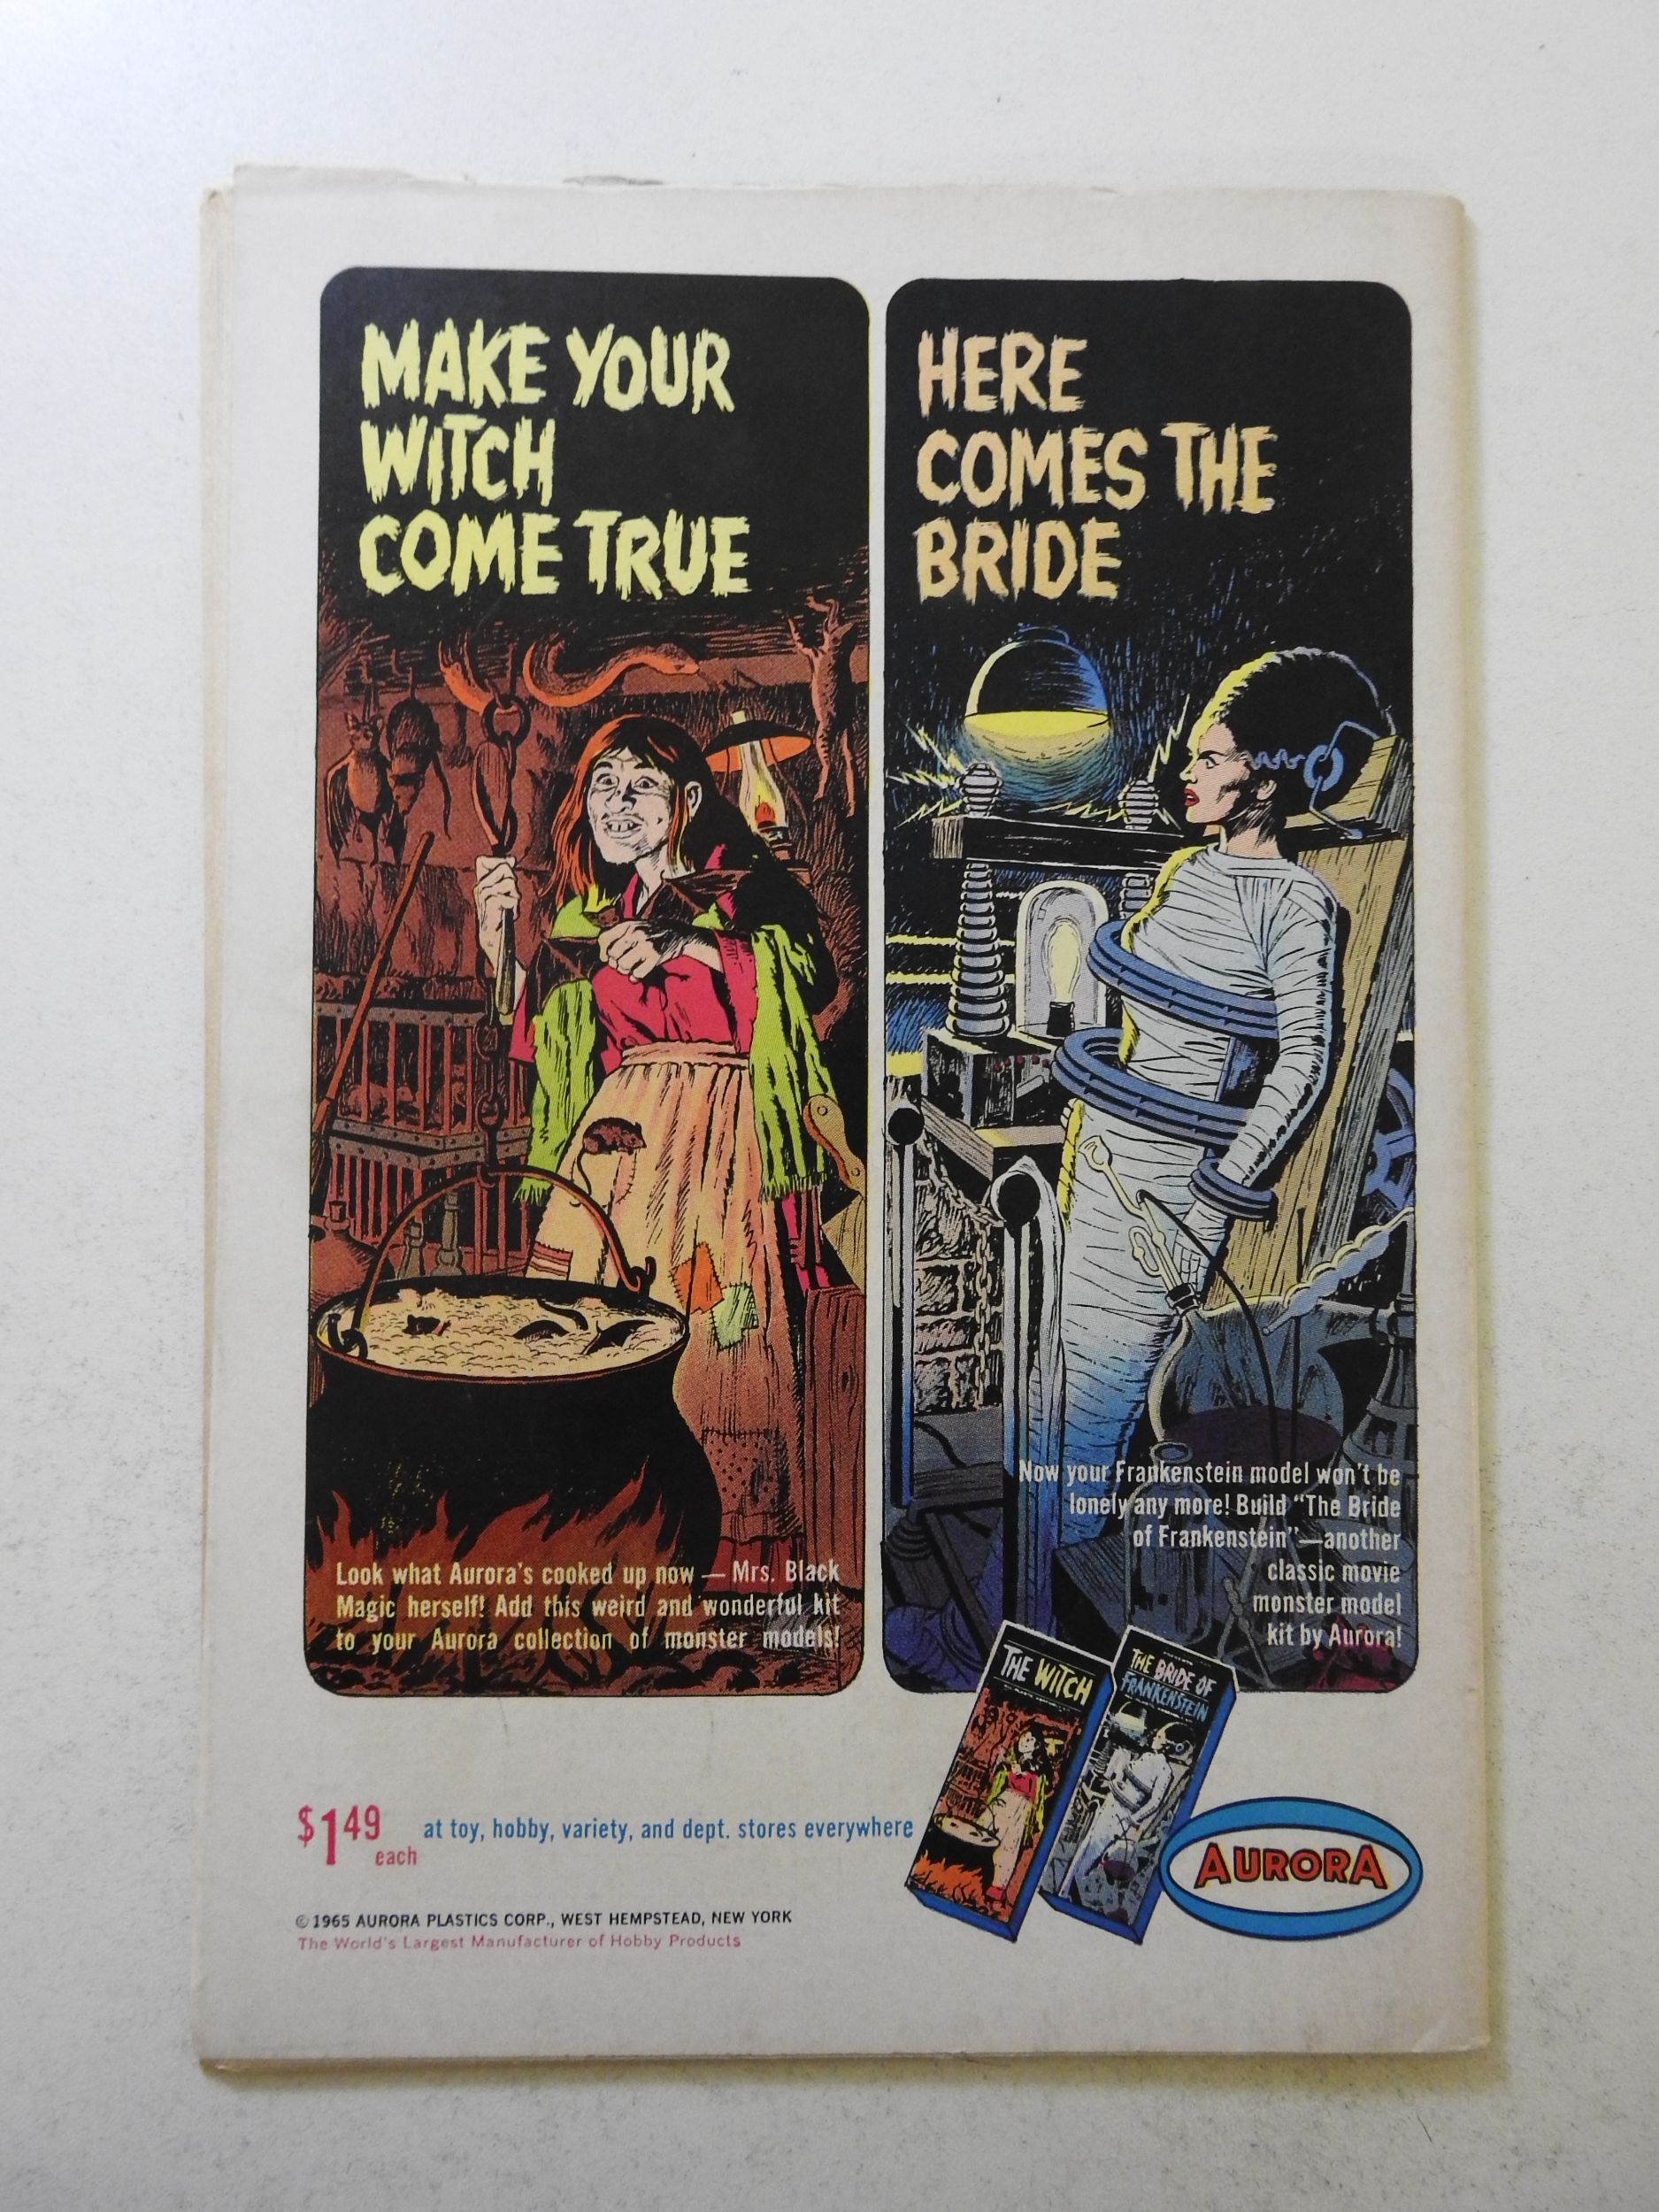 MAKE YOUR
WITCH
COME TRUE
Look what Aurora's cooked up now — Mrs. Black
Magic herself! Add this weird and wonderful kit
to your Aurora collection of monster models!
HERE
COMES THE
BRIDE
Now your Frankenstein model won't be
lonely any more! Build "The Bride
of Frankenstein"—another
classic movie
monster model
kit by Aurora!
THE WITCH
THE BRIDE OF
FRANKENSTEIN
$1.49 each
at toy, hobby, variety, and dept. stores everywhere
AURORA
© 1965 AURORA PLASTICS CORP., WEST HEMPSTEAD, NEW YORK
The World's Largest Manufacturer of Hobby Products